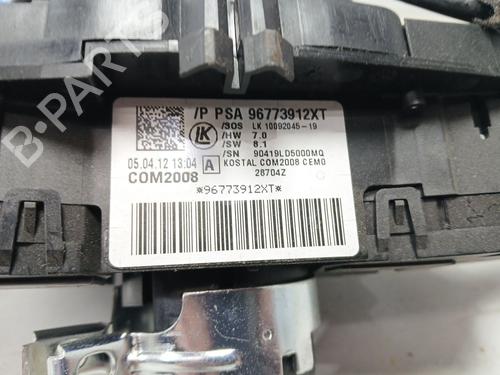 B-PARTS
/P PSA 96773912XT
/SOS LK 10092045-19
/HW 7.0
/SW 8.1
/SN 90419LD5000MQ
05.04.12 13:04 A KOSTAL COM2008 CEM0
COM2008 28704Z
*96773912XT*